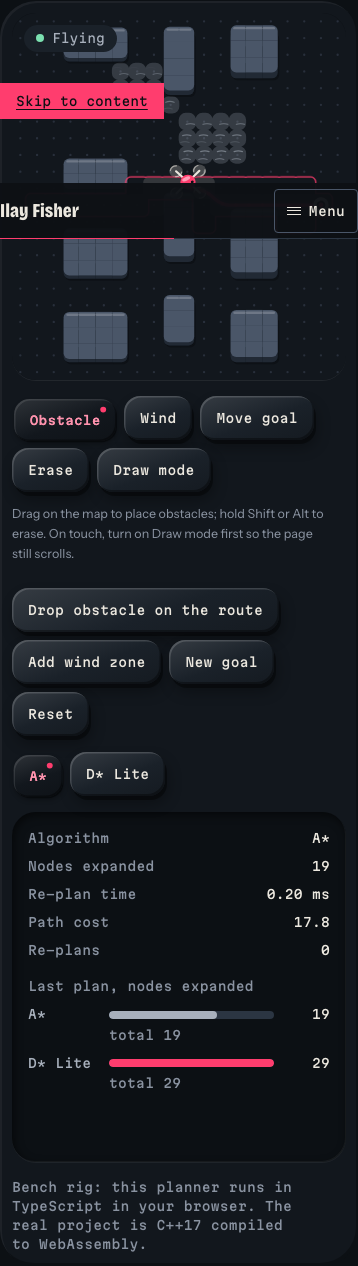 Flying
Skip to content
Ilay Fisher
Menu
Obstacle
Wind
Move goal
Erase
Draw mode
Drag on the map to place obstacles; hold Shift or Alt to
erase. On touch, turn on Draw mode first so the page
still scrolls.
Drop obstacle on the route
Add wind zone
New goal
Reset
A*
D* Lite
Algorithm A*
Nodes expanded 19
Re-plan time 0.20 ms
Path cost 17.8
Re-plans 0
Last plan, nodes expanded
A* 19
total 19
D* Lite 29
total 29
Bench rig: this planner runs in
TypeScript in your browser. The
real project is C++17 compiled
to WebAssembly.